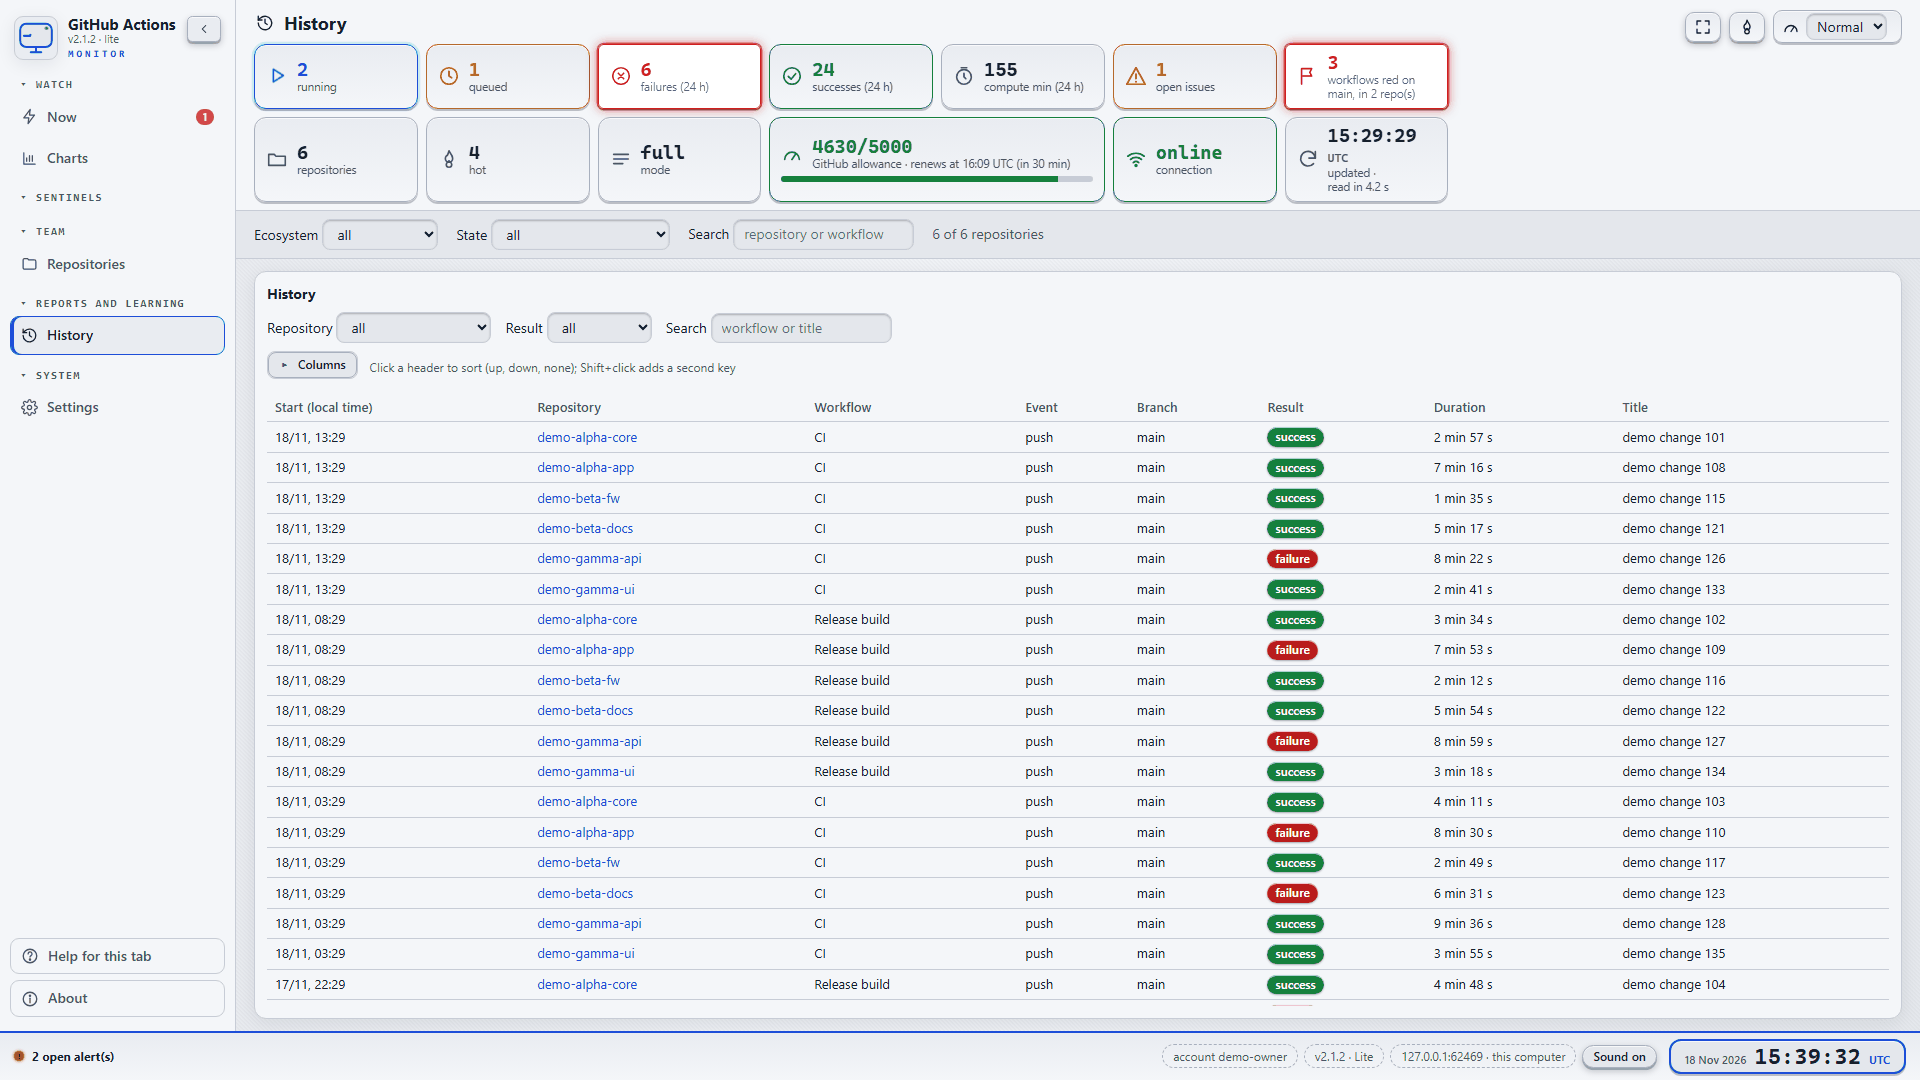 GitHub Actions
v2.1.2 · lite
MONITOR
WATCH
Now 1
Charts
SENTINELS
TEAM
Repositories
REPORTS AND LEARNING
History
SYSTEM
Settings
Help for this tab
About
History
Normal
2
running
1
queued
6
failures (24 h)
24
successes (24 h)
155
compute min (24 h)
1
open issues
3
workflows red on
main, in 2 repo(s)
6
repositories
4
hot
full
mode
4630/5000
GitHub allowance · renews at 16:09 UTC (in 30 min)
online
connection
15:29:29
UTC
updated ·
read in 4.2 s
Ecosystem all State all Search repository or workflow 6 of 6 repositories
History
Repository all Result all Search workflow or title
Columns Click a header to sort (up, down, none); Shift+click adds a second key
Start (local time) Repository Workflow Event Branch Result Duration Title
18/11, 13:29 demo-alpha-core CI push main success 2 min 57 s demo change 101
18/11, 13:29 demo-alpha-app CI push main success 7 min 16 s demo change 108
18/11, 13:29 demo-beta-fw CI push main success 1 min 35 s demo change 115
18/11, 13:29 demo-beta-docs CI push main success 5 min 17 s demo change 121
18/11, 13:29 demo-gamma-api CI push main failure 8 min 22 s demo change 126
18/11, 13:29 demo-gamma-ui CI push main success 2 min 41 s demo change 133
18/11, 08:29 demo-alpha-core Release build push main success 3 min 34 s demo change 102
18/11, 08:29 demo-alpha-app Release build push main failure 7 min 53 s demo change 109
18/11, 08:29 demo-beta-fw Release build push main success 2 min 12 s demo change 116
18/11, 08:29 demo-beta-docs Release build push main success 5 min 54 s demo change 122
18/11, 08:29 demo-gamma-api Release build push main failure 8 min 59 s demo change 127
18/11, 08:29 demo-gamma-ui Release build push main success 3 min 18 s demo change 134
18/11, 03:29 demo-alpha-core CI push main success 4 min 11 s demo change 103
18/11, 03:29 demo-alpha-app CI push main failure 8 min 30 s demo change 110
18/11, 03:29 demo-beta-fw CI push main success 2 min 49 s demo change 117
18/11, 03:29 demo-beta-docs CI push main failure 6 min 31 s demo change 123
18/11, 03:29 demo-gamma-api CI push main success 9 min 36 s demo change 128
18/11, 03:29 demo-gamma-ui CI push main success 3 min 55 s demo change 135
17/11, 22:29 demo-alpha-core Release build push main success 4 min 48 s demo change 104
2 open alert(s)
account demo-owner
v2.1.2 · Lite
127.0.0.1:62469 · this computer
Sound on
18 Nov 2026 15:39:32 UTC